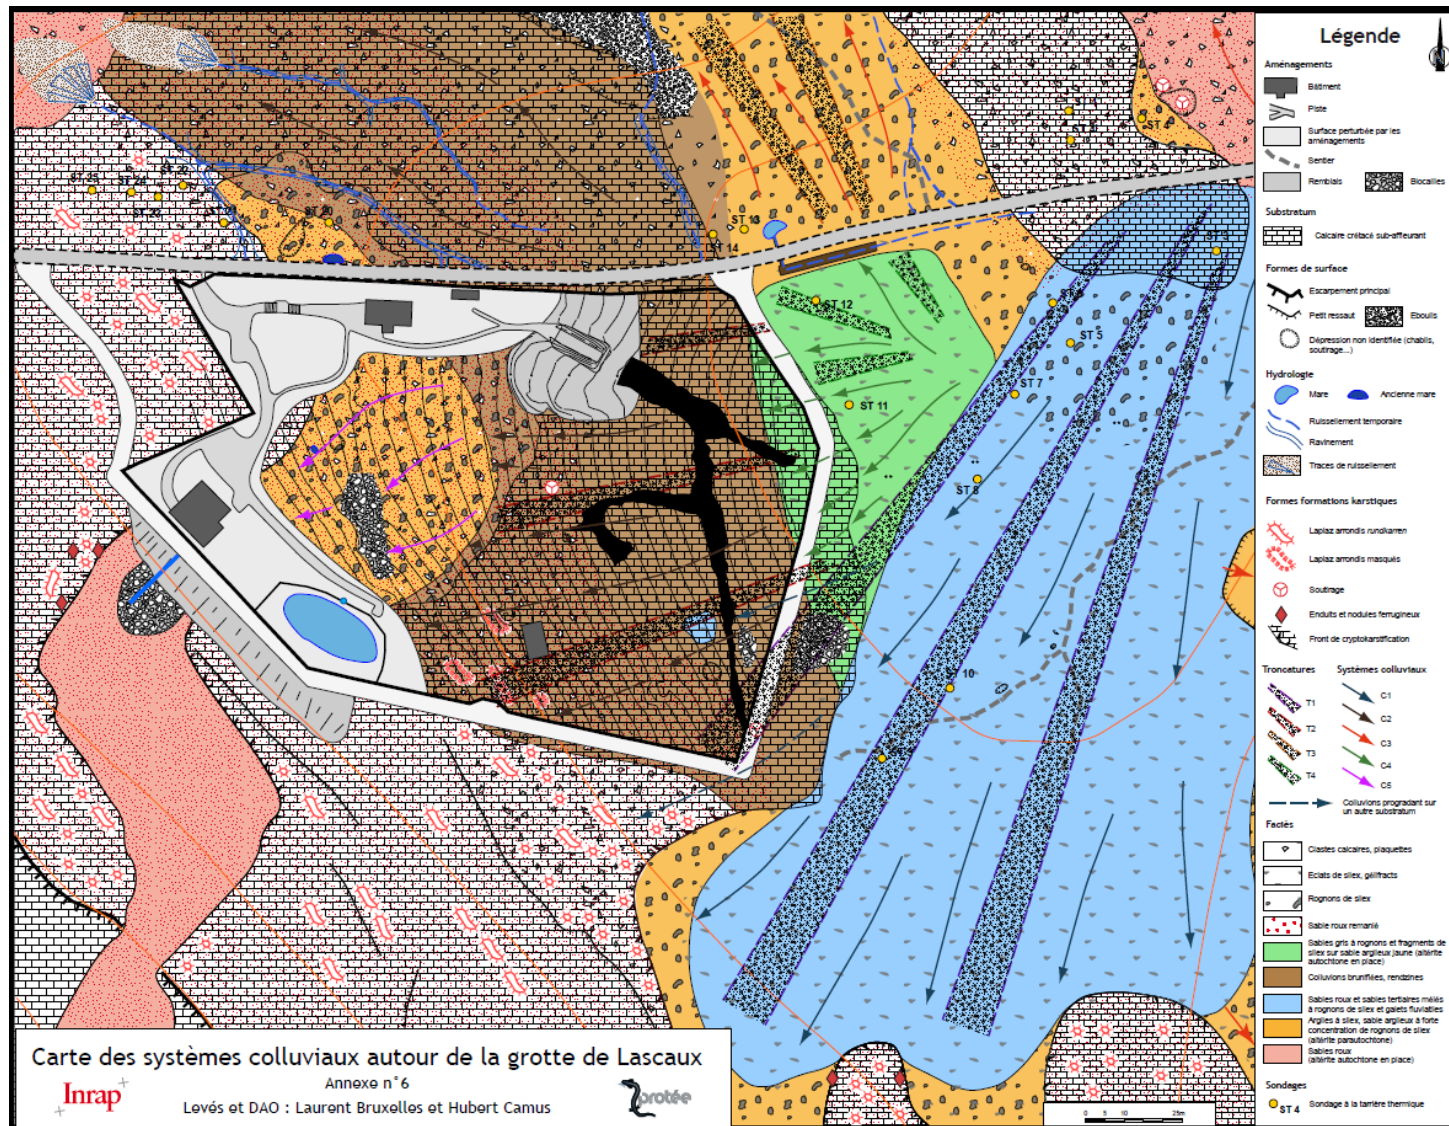 Légende
Aménagements
Bâtiment
Piste
Surface perturbée par les
aménagements
Sentier
Remblais
Blocailles
Substratum
Calcaire crétacé sub-affleurant
Formes de surface
Escarpement principal
Petit ressaut
Eboulis
Dépression non identifiée (chablis,
soutirage...)
Hydrologie
Mare
Ancienne mare
Ruissellement temporaire
Ravinement
Traces de ruissellement
Formes formations karstiques
Lapiaz arrondis rundkarren
Lapiaz arrondis masqués
Soutirage
Enduits et nodules ferrugineux
Front de cryptokarstification
Troncatures
Systèmes colluviaux
T1
T2
T3
T4
C1
C2
C3
C4
C5
Colluvions progradant sur
un autre substratum
Faciès
Clastes calcaires, plaquettes
Eclats de silex, gélifracts
Rognons de silex
Sable roux remanié
Sables gris à rognons et fragments de
silex sur sable argileux jaune (altérite
autochtone en place)
Colluvions brunifiées, rendzines
Sables roux et sables tertiaires mêlés
à rognons de silex et galets fluviatiles
Argiles à silex, sable argileux à forte
concentration de rognons de silex
(altérite parautochtone)
Sables roux
(altérite autochtone en place)
Sondages
ST 4
Sondage à la tarière thermique
ST 4
ST 25
ST 24
ST 23
ST 20
ST 13
ST 14
ST 12
ST 5
ST 7
ST 11
ST 8
10
Carte des systèmes colluviaux autour de la grotte de Lascaux
Annexe n°6
Inrap
protée
Levés et DAO : Laurent Bruxelles et Hubert Camus
0 5 10 25m